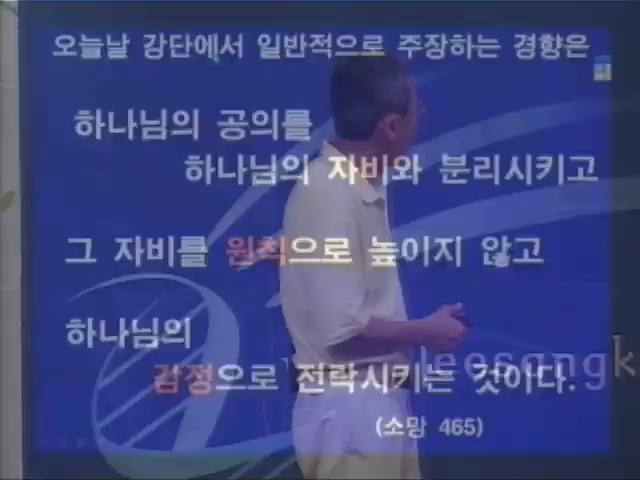 오늘날 강단에서 일반적으로 주장하는 경향은
하나님의 공의를
하나님의 자비와 분리시키고
그 자비를 원칙으로 높이지 않고
하나님의
감정으로 전락시키는 것이다.
(소망 465)
leesangk